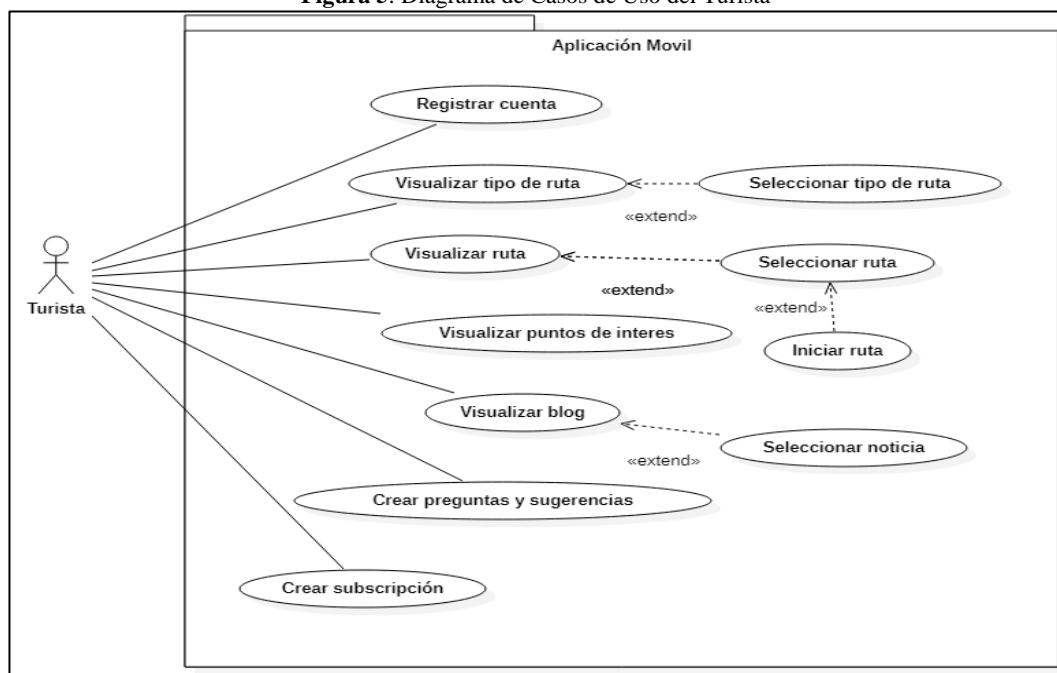 Figura 5. Diagrama de Casos de Uso del Turista
Aplicación Movil
Registrar cuenta
Visualizar tipo de ruta
Seleccionar tipo de ruta
«extend»
Visualizar ruta
Seleccionar ruta
«extend»
«extend»
Turista
Visualizar puntos de interes
Iniciar ruta
Visualizar blog
Seleccionar noticia
«extend»
Crear preguntas y sugerencias
Crear subscripción